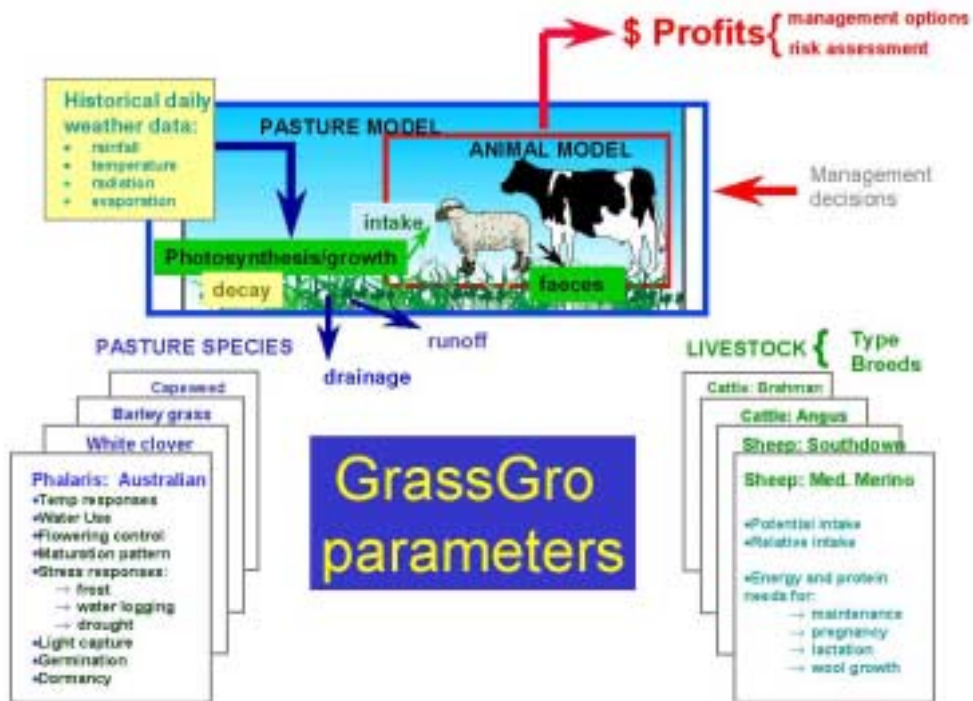 $ Profits{
management options
risk assessment
Historical daily
weather data:
• rainfall
• temperature
• radiation
• evaporation
PASTURE MODEL
ANIMAL MODEL
Management
decisions
intake
Photosynthesis/growth
decay
faeces
runoff
drainage
PASTURE SPECIES
Capeweed
Barley grass
White clover
Phalaris: Australian
•Temp responses
•Water Use
•Flowering control
•Maturation pattern
•Stress responses:
→ frost
→ water logging
→ drought
•Light capture
•Germination
•Dormancy
GrassGro
parameters
LIVESTOCK {
Type
Breeds
Cattle: Brahman
Cattle: Angus
Sheep: Southdown
Sheep: Med. Merino
•Potential intake
•Relative intake
•Energy and protein
needs for:
→ maintenance
→ pregnancy
→ lactation
→ wool growth